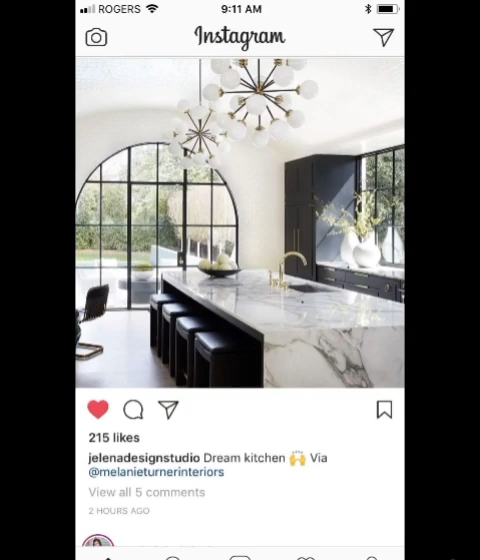 ROGERS 9:11 AM
Instagram
215 likes
jelenadesignstudio Dream kitchen 🙌 Via
@melanieturnerinteriors
View all 5 comments
2 HOURS AGO